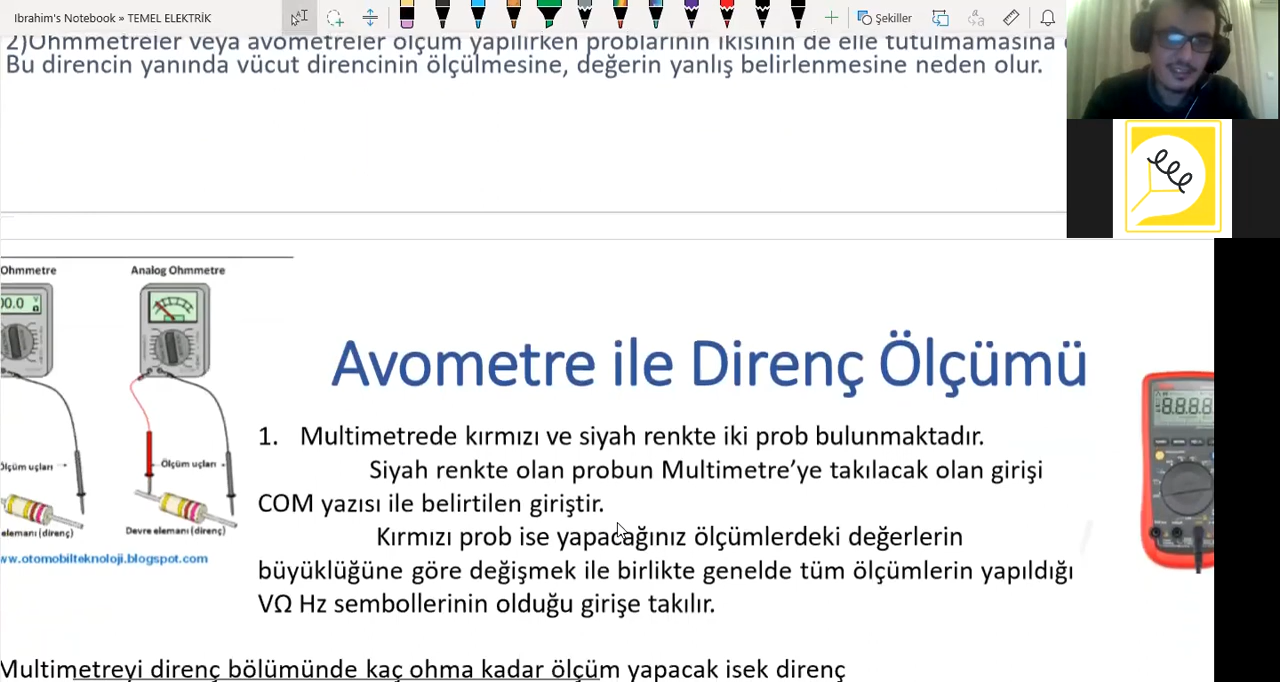 Ibrahim's Notebook » TEMEL ELEKTRİK
Şekiller
2)Ohmmetreler veya avometreler ölçüm yapılırken problarının ikisinin de elle tutulmamasına
Bu direncin yanında vücut direncinin ölçülmesine, değerin yanlış belirlenmesine neden olur.
Ohmmetre
Analog Ohmmetre
00.0
Avometre ile Direnç Ölçümü
1. Multimetrede kırmızı ve siyah renkte iki prob bulunmaktadır.
Siyah renkte olan probun Multimetre’ye takılacak olan girişi
COM yazısı ile belirtilen giriştir.
Kırmızı prob ise yapacağınız ölçümlerdeki değerlerin
büyüklüğüne göre değişmek ile birlikte genelde tüm ölçümlerin yapıldığı
VΩ Hz sembollerinin olduğu girişe takılır.
Ölçüm uçları
Ölçüm uçları
elemanı (direnç)
Devre elemanı (direnç)
ww.otomobilteknoloji.blogspot.com
Multimetreyi direnç bölümünde kaç ohma kadar ölçüm yapacak isek direnç